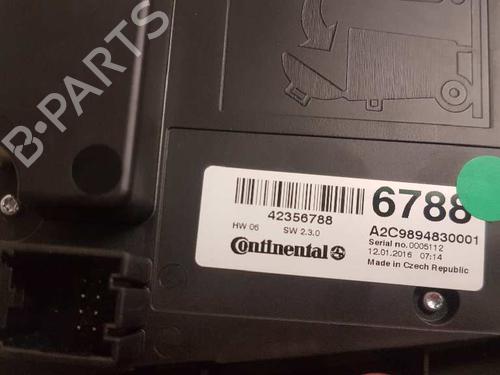 B-PARTS
42356788
6788
HW 06 SW 2.3.0
A2C9894830001
Serial no. 0005112
Continental
12.01.2016 07:14
Made in Czech Republic